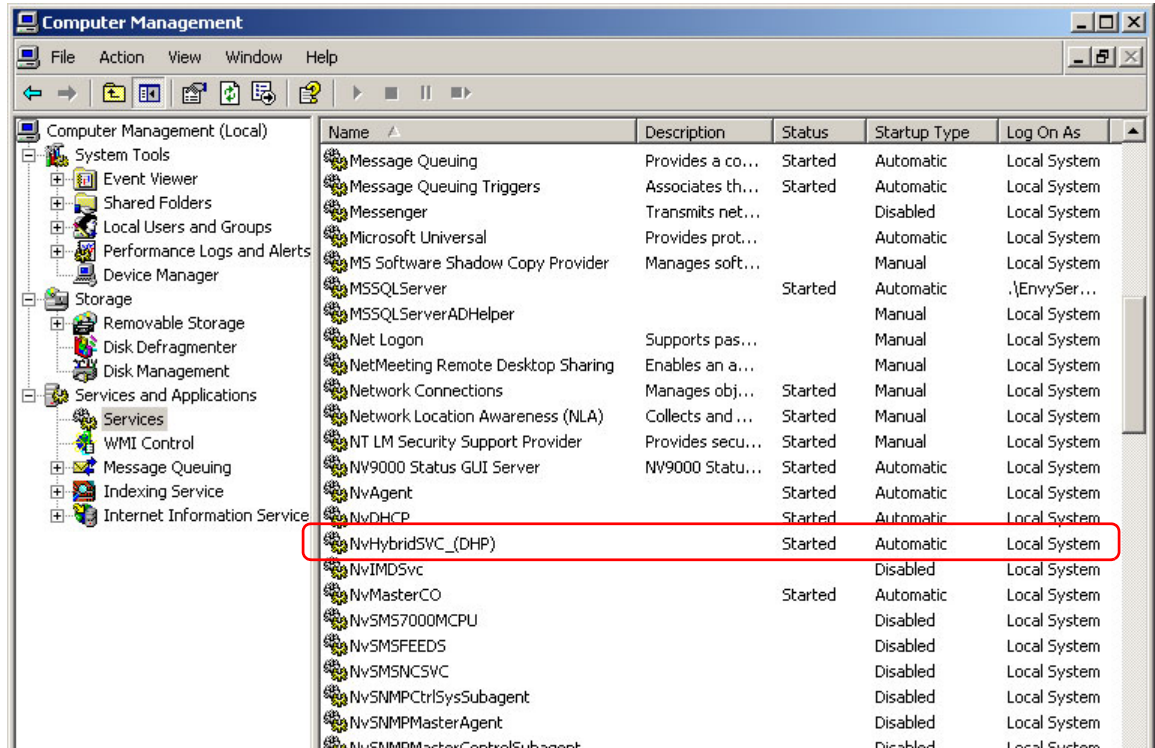 Computer Management
File Action View Window Help
Computer Management (Local)
System Tools
Event Viewer
Shared Folders
Local Users and Groups
Performance Logs and Alerts
Device Manager
Storage
Removable Storage
Disk Defragmenter
Disk Management
Services and Applications
Services
WMI Control
Message Queuing
Indexing Service
Internet Information Service
Name Description Status Startup Type Log On As
Message Queuing Provides a co... Started Automatic Local System
Message Queuing Triggers Associates th... Started Automatic Local System
Messenger Transmits net... Disabled Local System
Microsoft Universal Provides prot... Automatic Local System
MS Software Shadow Copy Provider Manages soft... Manual Local System
MSSQLServer Started Automatic .\EnvySer...
MSSQLServerADHelper Manual Local System
Net Logon Supports pas... Manual Local System
NetMeeting Remote Desktop Sharing Enables an a... Manual Local System
Network Connections Manages obj... Started Manual Local System
Network Location Awareness (NLA) Collects and ... Started Manual Local System
NT LM Security Support Provider Provides secu... Started Manual Local System
NV9000 Status GUI Server NV9000 Statu... Started Automatic Local System
NvAgent Started Automatic Local System
NvDHCP Started Automatic Local System
NvHybridSVC_(DHP) Started Automatic Local System
NvIMDSvc Disabled Local System
NvMasterCO Started Automatic Local System
NvSMS7000MCPU Disabled Local System
NvSMSFEEDS Disabled Local System
NvSMSNCSVC Disabled Local System
NvSNMPCtrlSysSubagent Disabled Local System
NvSNMPMasterAgent Disabled Local System
NvSNMPMasterControlSubagent Disabled Local System